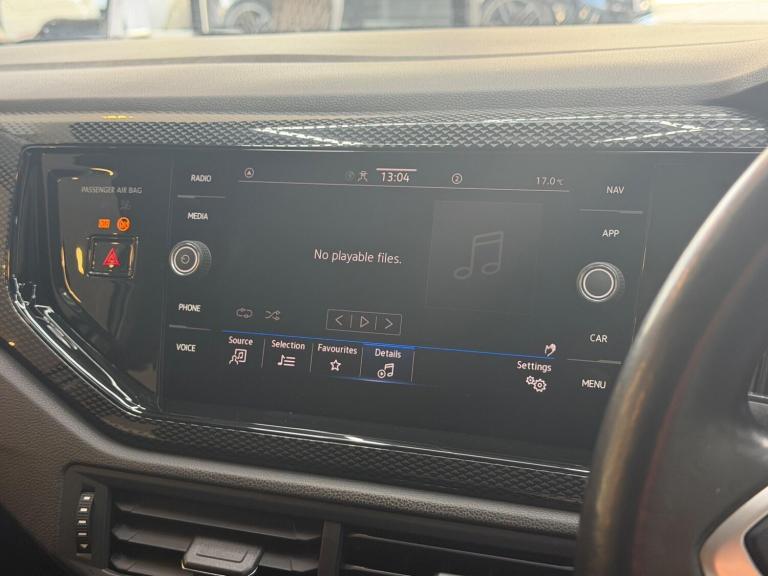 PASSENGER AIR BAG
RADIO
MEDIA
PHONE
VOICE
13:04
2
17.0°C
No playable files.
Source
Selection
Favourites
Details
Settings
NAV
APP
CAR
MENU